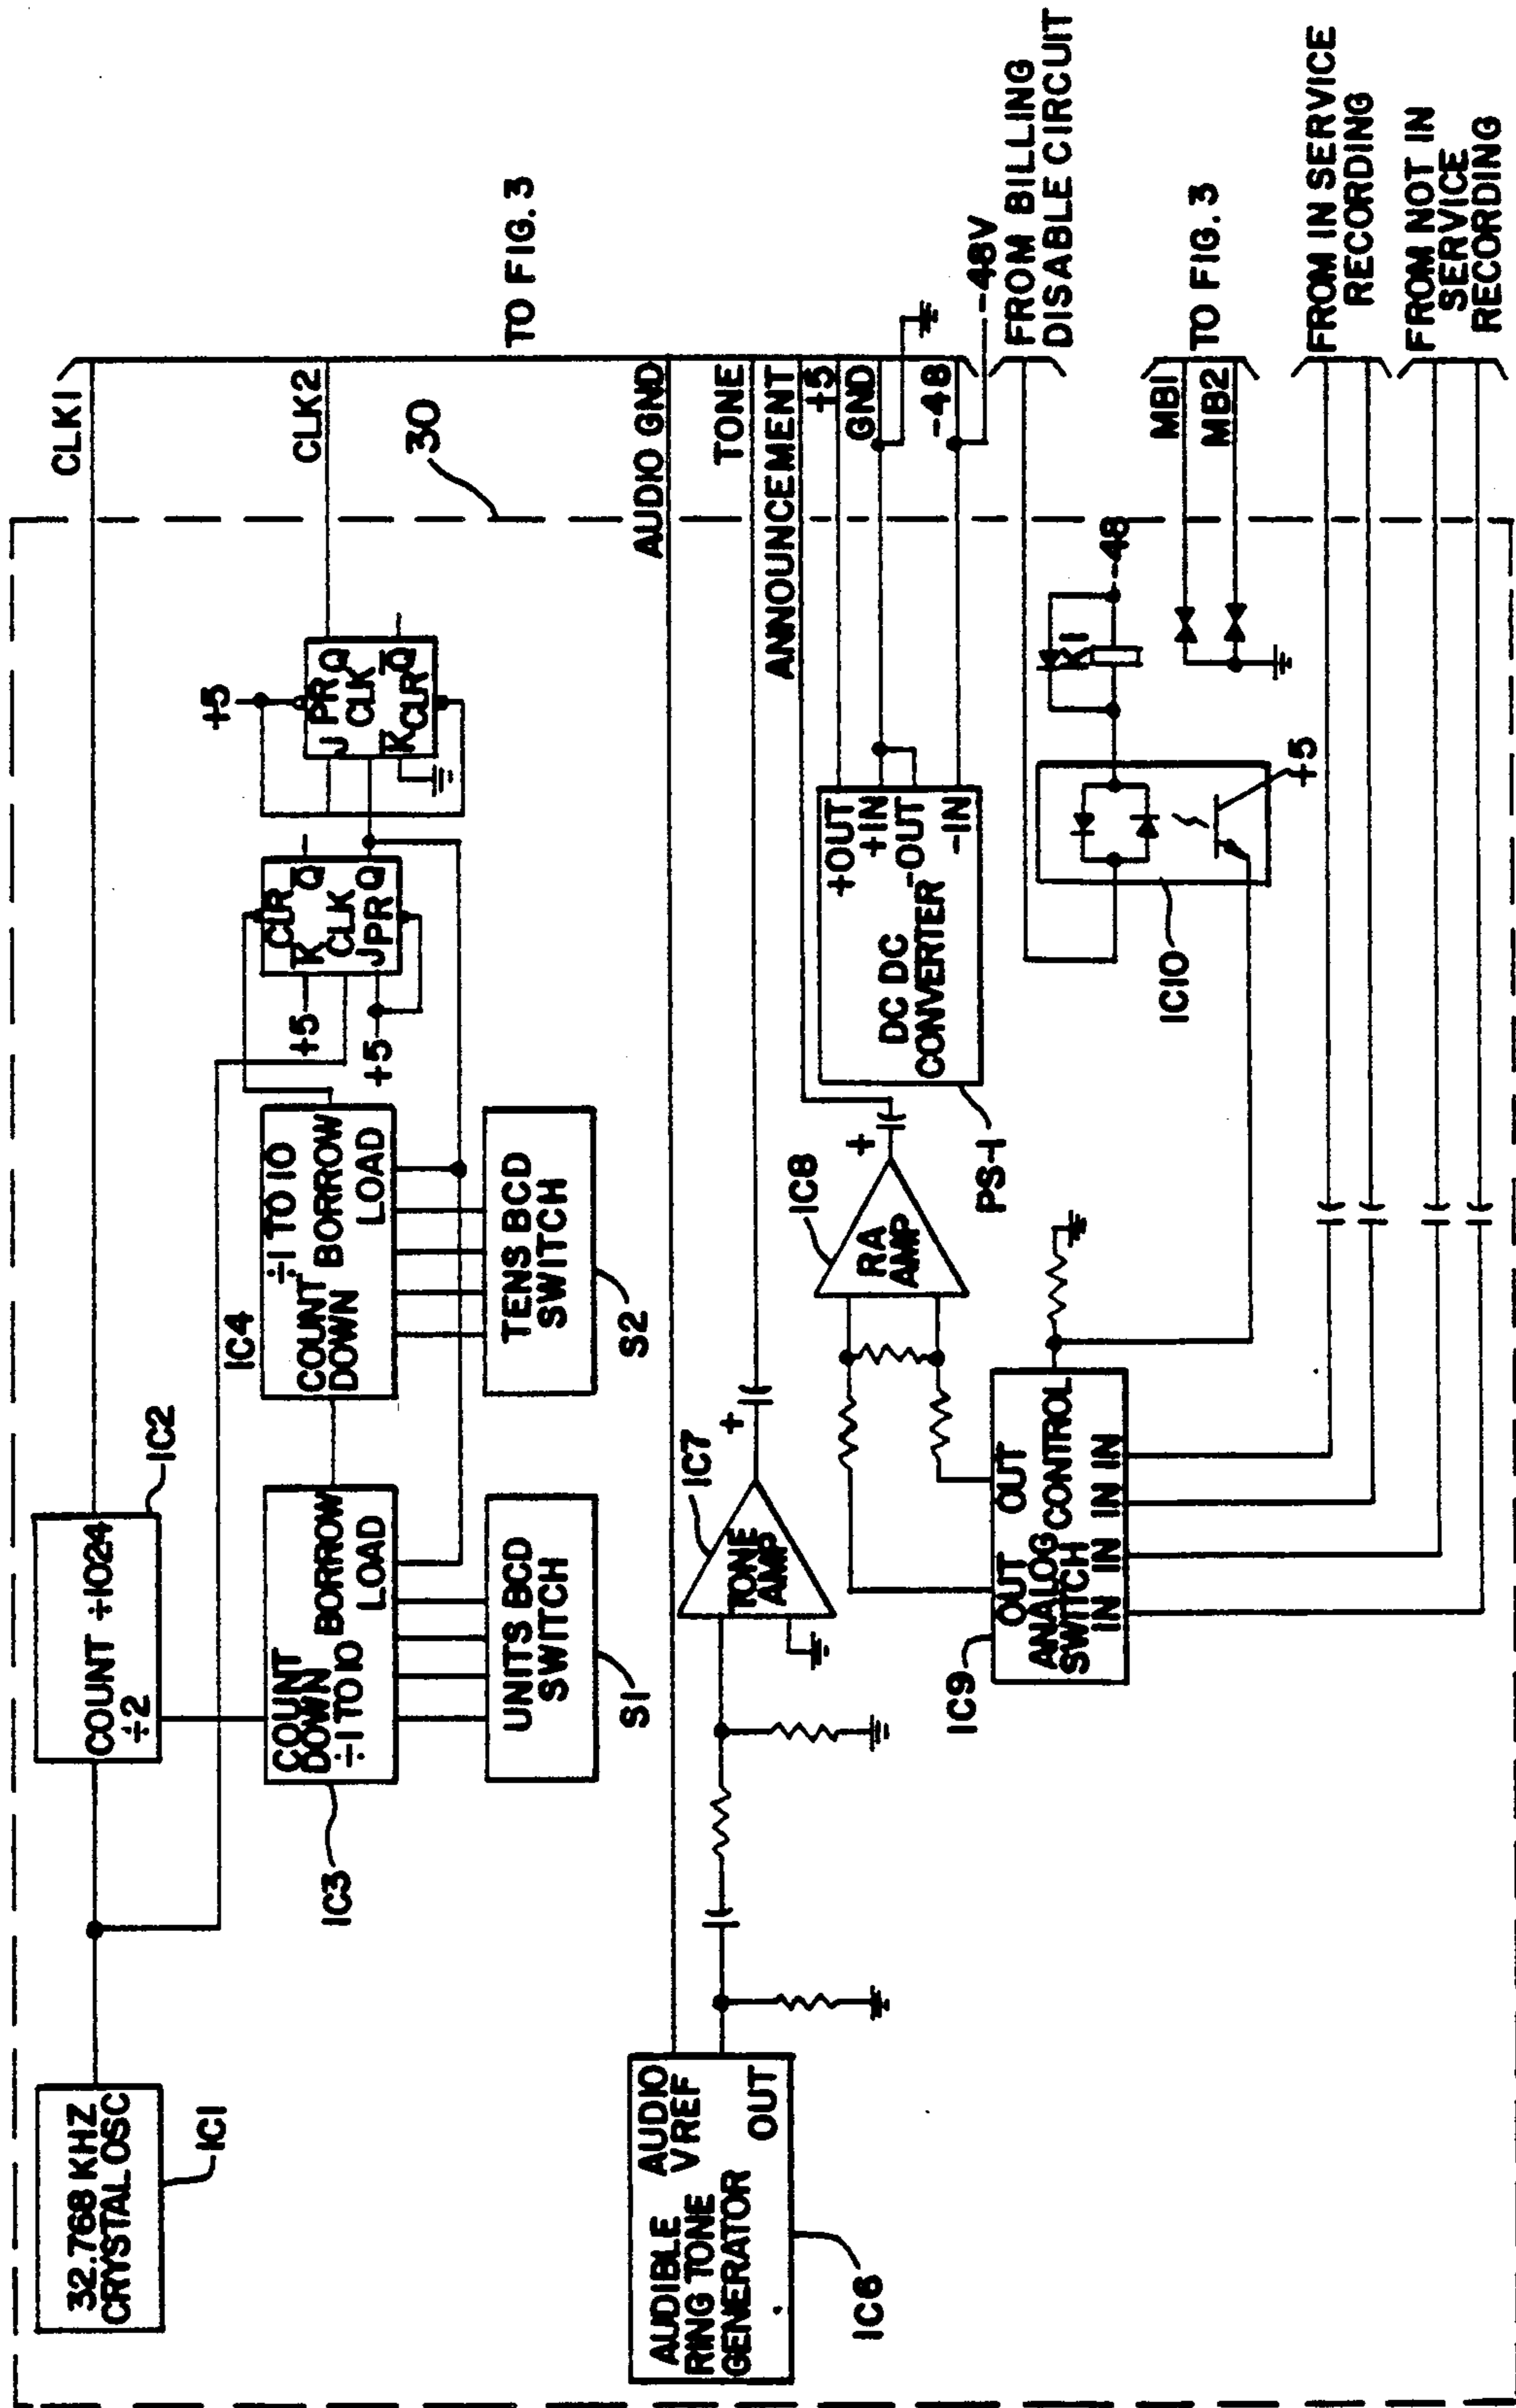 32.768 KHZ
CRYSTAL OSC
IC1
COUNT ÷1024
÷2
IC2
CLK1
COUNT
DOWN
÷1 TO 10
BORROW
LOAD
IC3
UNITS BCD
SWITCH
S1
IC4
÷1 TO 10
COUNT
DOWN
BORROW
LOAD
TENS BCD
SWITCH
S2
+5
+5
CLR
K Q
CLK
J PR Q
+5
PR
J Q
CLK
K Q
CLR
CLK2
30
TO FIG. 3
AUDIBLE
RING TONE
GENERATOR
AUDIO
VREF
OUT
IC6
TONE
AMP
IC7
+
AUDIO GND
TONE
ANNOUNCEMENT
+5
GND
-48
-48V
IC8
RA
AMP
+
DC DC
CONVERTER
+OUT
+IN
-OUT
-IN
PS-1
IC9
OUT OUT
ANALOG
SWITCH
CONTROL
IN IN IN IN
IC10
+5
K1
-48
FROM BILLING
DISABLE CIRCUIT
MB1
MB2
TO FIG. 3
FROM IN SERVICE
RECORDING
FROM NOT IN
SERVICE
RECORDING